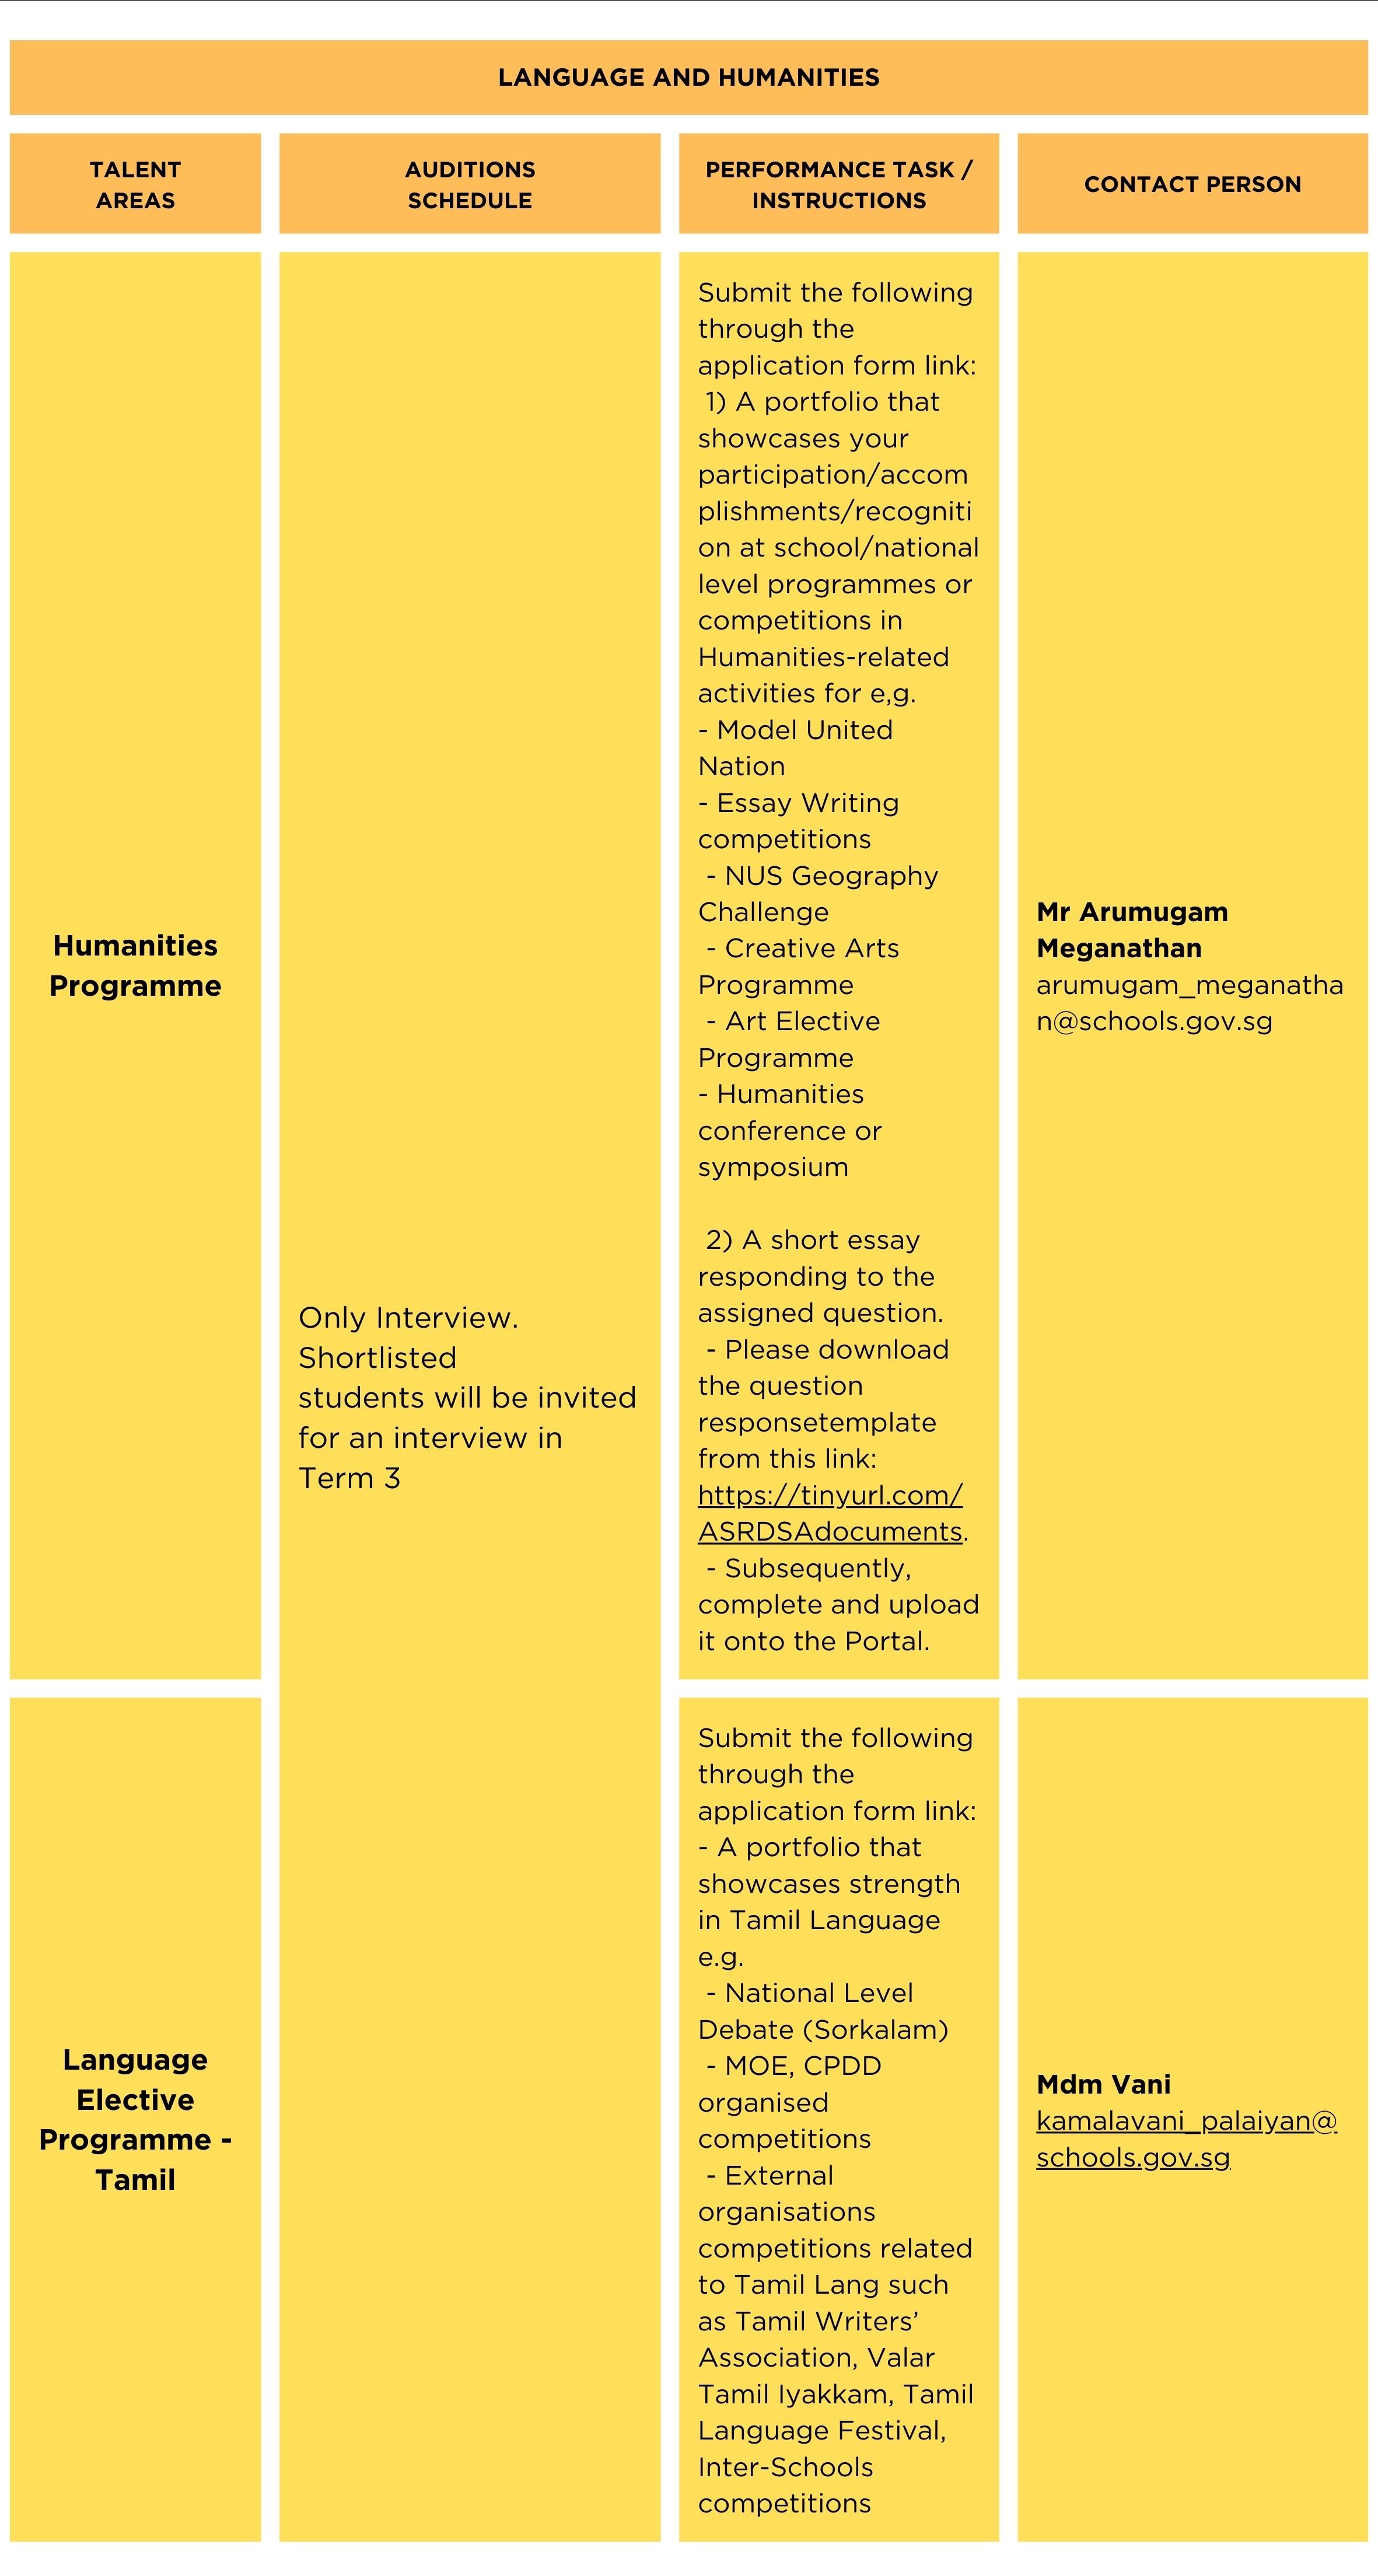 LANGUAGE AND HUMANITIES
TALENT
AREAS
AUDITIONS
SCHEDULE
PERFORMANCE TASK /
INSTRUCTIONS
CONTACT PERSON
Humanities
Programme
Only Interview.
Shortlisted
students will be invited
for an interview in
Term 3
Submit the following
through the
application form link:
1) A portfolio that
showcases your
participation/accom
plishments/recogniti
on at school/national
level programmes or
competitions in
Humanities-related
activities for e,g.
- Model United
Nation
- Essay Writing
competitions
- NUS Geography
Challenge
- Creative Arts
Programme
- Art Elective
Programme
- Humanities
conference or
symposium
2) A short essay
responding to the
assigned question.
- Please download
the question
responsetemplate
from this link:
https://tinyurl.com/
ASRDSAdocuments.
- Subsequently,
complete and upload
it onto the Portal.
Mr Arumugam
Meganathan
arumugam_meganatha
n@schools.gov.sg
Language
Elective
Programme -
Tamil
Submit the following
through the
application form link:
- A portfolio that
showcases strength
in Tamil Language
e.g.
- National Level
Debate (Sorkalam)
- MOE, CPDD
organised
competitions
- External
organisations
competitions related
to Tamil Lang such
as Tamil Writers’
Association, Valar
Tamil Iyakkam, Tamil
Language Festival,
Inter-Schools
competitions
Mdm Vani
kamalavani_palaiyan@
schools.gov.sg